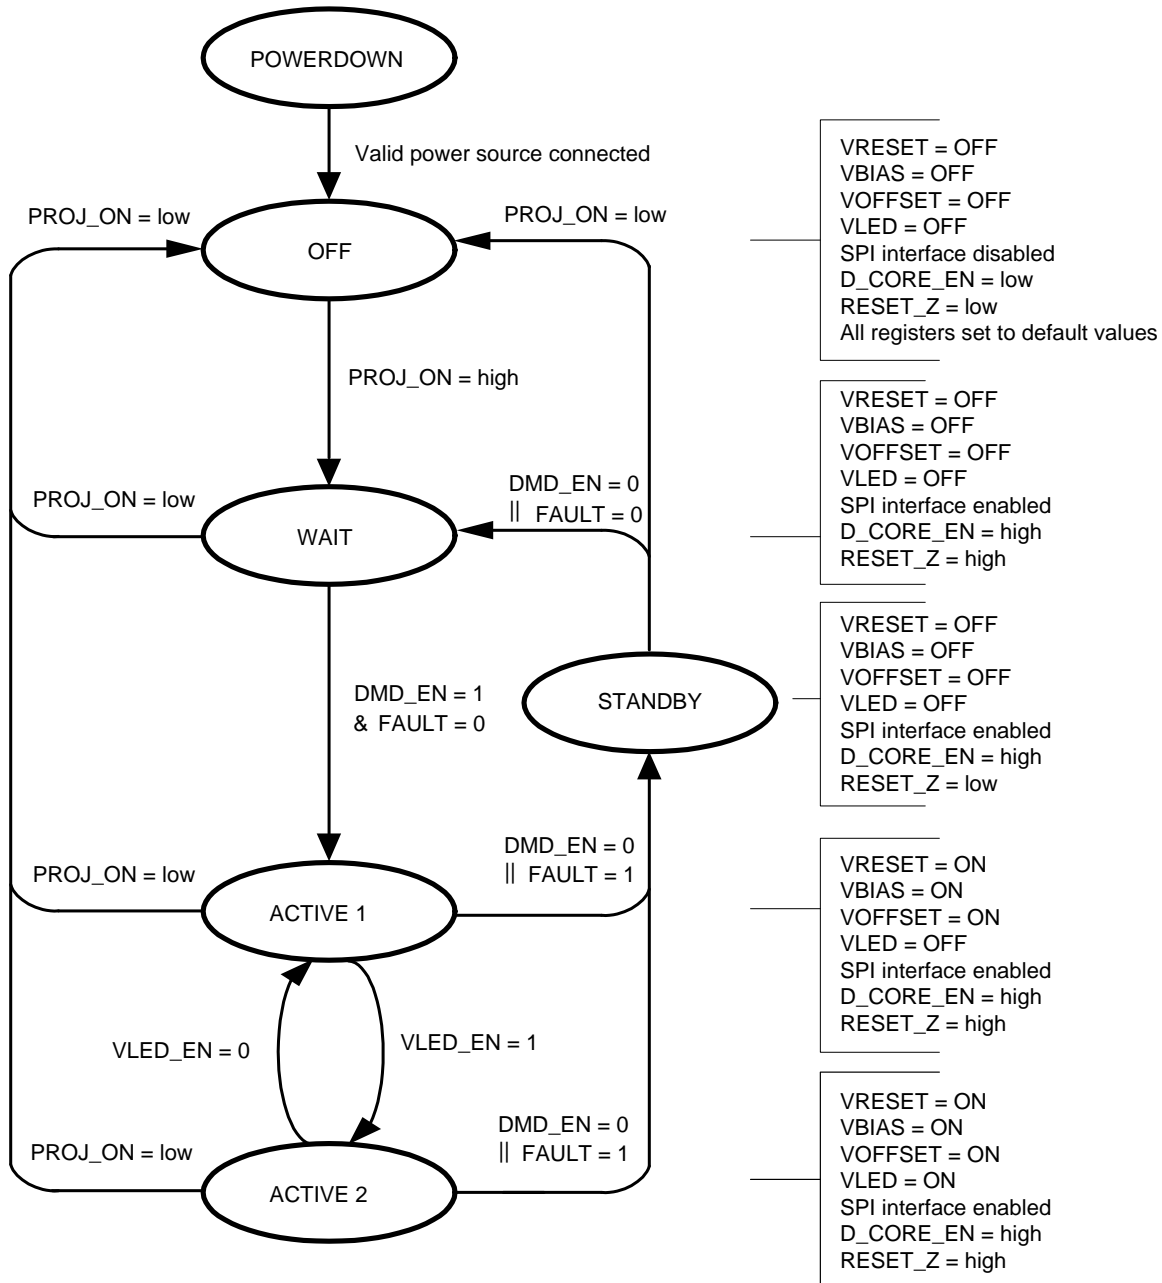 POWERDOWN
Valid power source connected
PROJ_ON = low
PROJ_ON = low
OFF
VRESET = OFF
VBIAS = OFF
VOFFSET = OFF
VLED = OFF
SPI interface disabled
D_CORE_EN = low
RESET_Z = low
All registers set to default values
PROJ_ON = high
PROJ_ON = low
DMD_EN = 0
|| FAULT = 0
WAIT
VRESET = OFF
VBIAS = OFF
VOFFSET = OFF
VLED = OFF
SPI interface enabled
D_CORE_EN = high
RESET_Z = high
DMD_EN = 1
& FAULT = 0
STANDBY
VRESET = OFF
VBIAS = OFF
VOFFSET = OFF
VLED = OFF
SPI interface enabled
D_CORE_EN = high
RESET_Z = low
PROJ_ON = low
DMD_EN = 0
|| FAULT = 1
ACTIVE 1
VRESET = ON
VBIAS = ON
VOFFSET = ON
VLED = OFF
SPI interface enabled
D_CORE_EN = high
RESET_Z = high
VLED_EN = 0
VLED_EN = 1
PROJ_ON = low
DMD_EN = 0
|| FAULT = 1
ACTIVE 2
VRESET = ON
VBIAS = ON
VOFFSET = ON
VLED = ON
SPI interface enabled
D_CORE_EN = high
RESET_Z = high